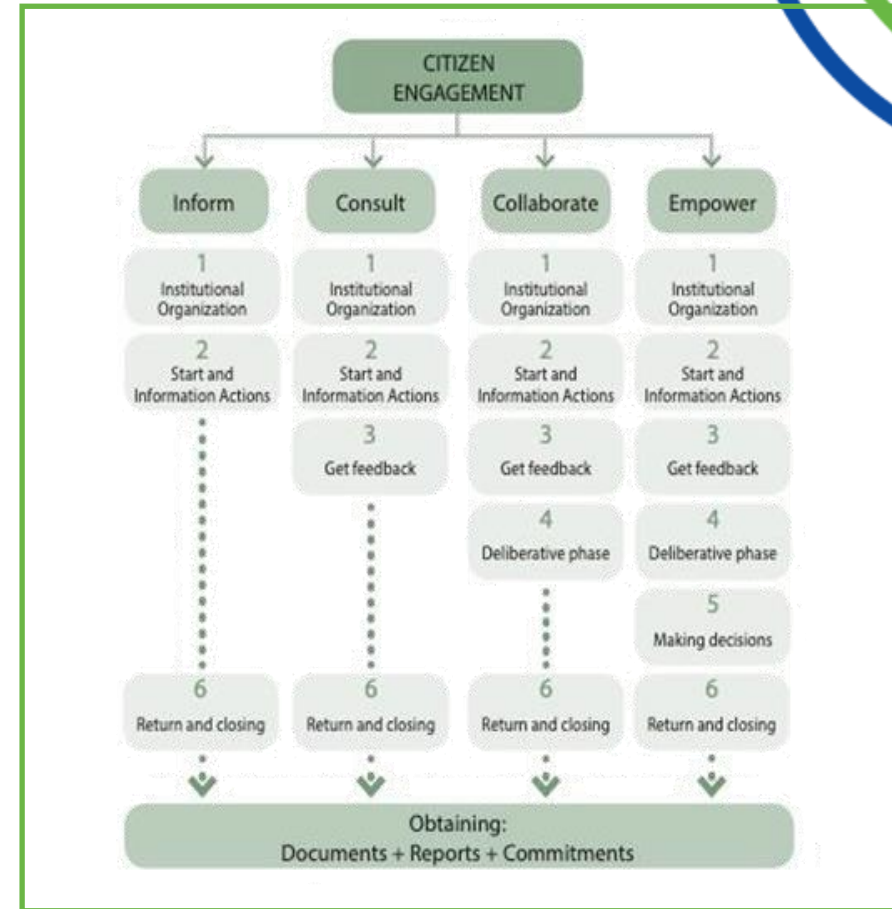 CITIZEN
ENGAGEMENT
Inform
Consult
Collaborate
Empower
1
Institutional
Organization
1
Institutional
Organization
1
Institutional
Organization
1
Institutional
Organization
2
Start and
Information Actions
2
Start and
Information Actions
2
Start and
Information Actions
2
Start and
Information Actions
3
Get feedback
3
Get feedback
3
Get feedback
4
Deliberative phase
4
Deliberative phase
5
Making decisions
6
Return and closing
6
Return and closing
6
Return and closing
6
Return and closing
Obtaining:
Documents + Reports + Commitments